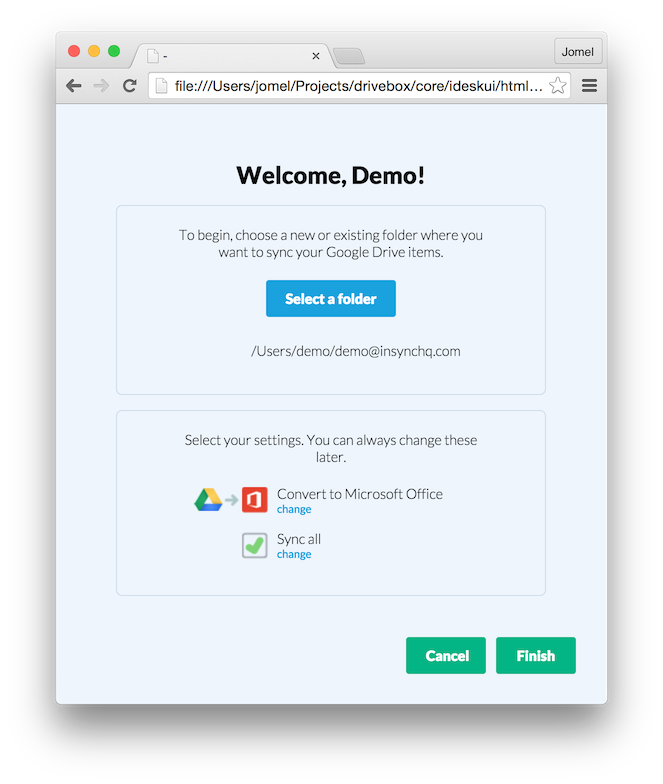 -
Jomel
file:///Users/jomel/Projects/drivebox/core/ideskui/html...
Welcome, Demo!
To begin, choose a new or existing folder where you
want to sync your Google Drive items.
Select a folder
/Users/demo/demo@insynchq.com
Select your settings. You can always change these
later.
Convert to Microsoft Office
change
Sync all
change
Cancel
Finish